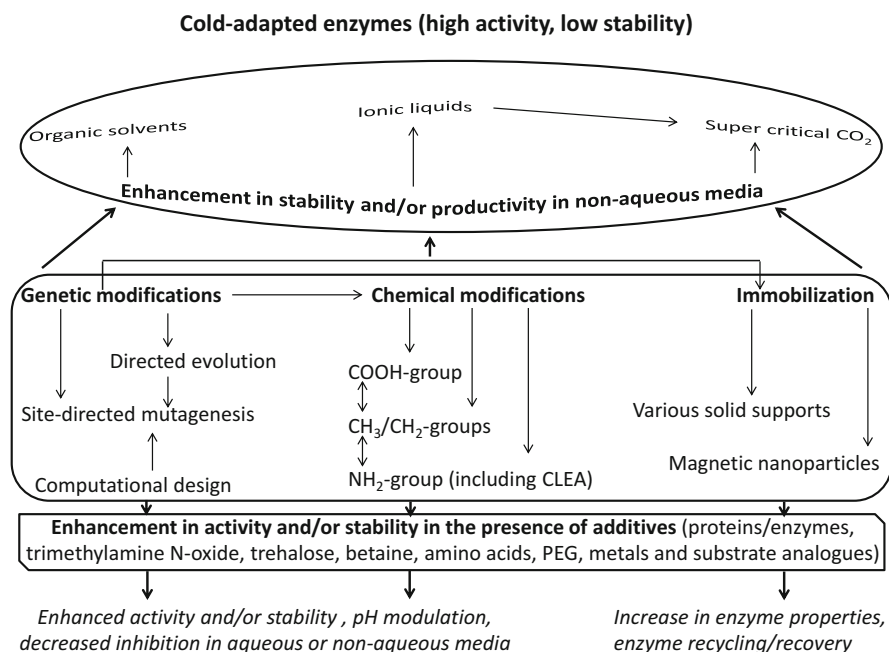 Cold-adapted enzymes (high activity, low stability)
Organic solvents
Ionic liquids
Super critical CO₂
Enhancement in stability and/or productivity in non-aqueous media
Genetic modifications
Chemical modifications
Immobilization
Directed evolution
COOH-group
Site-directed mutagenesis
CH₃/CH₂-groups
Various solid supports
Computational design
NH₂-group (including CLEA)
Magnetic nanoparticles
Enhancement in activity and/or stability in the presence of additives (proteins/enzymes,
trimethylamine N-oxide, trehalose, betaine, amino acids, PEG, metals and substrate analogues)
Enhanced activity and/or stability , pH modulation,
decreased inhibition in aqueous or non-aqueous media
Increase in enzyme properties,
enzyme recycling/recovery